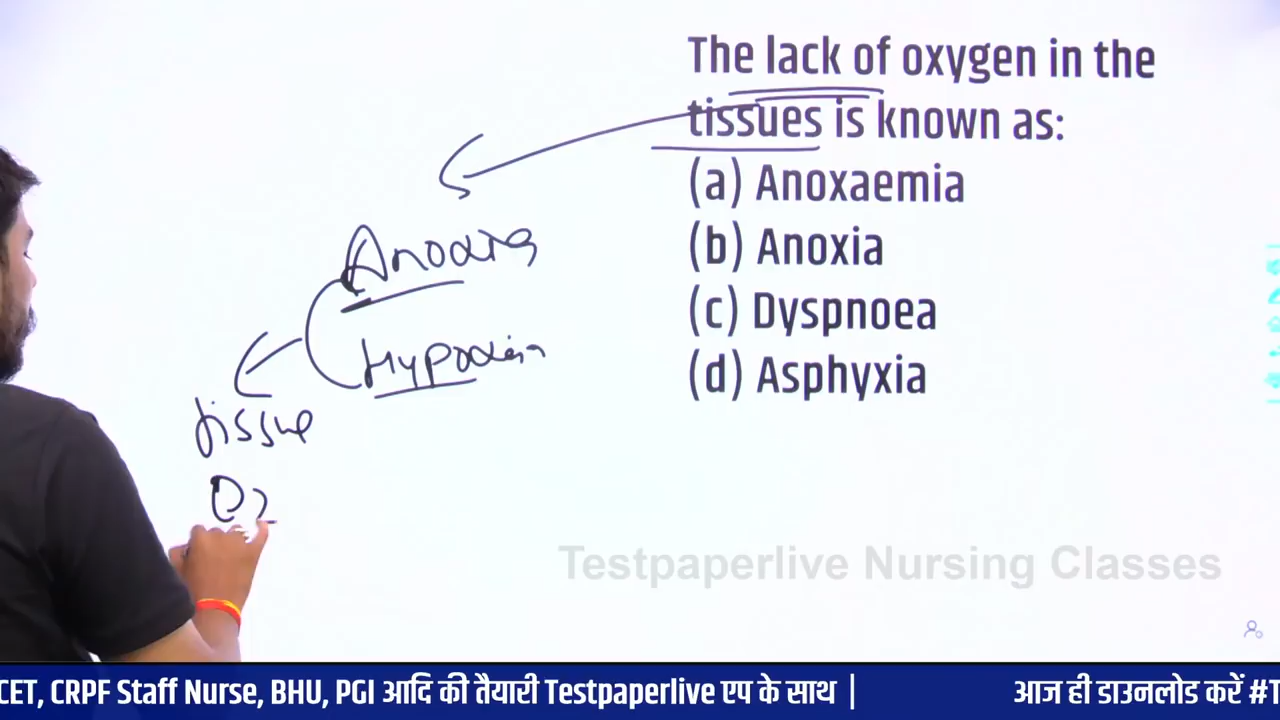 The lack of oxygen in the
tissues is known as:
(a) Anoxaemia
(b) Anoxia
(c) Dyspnoea
(d) Asphyxia
Anoxia
Hypoxia
tissue
O2
Testpaperlive Nursing Classes
CET, CRPF Staff Nurse, BHU, PGI आदि की तैयारी Testpaperlive एप के साथ | आज ही डाउनलोड करें #T